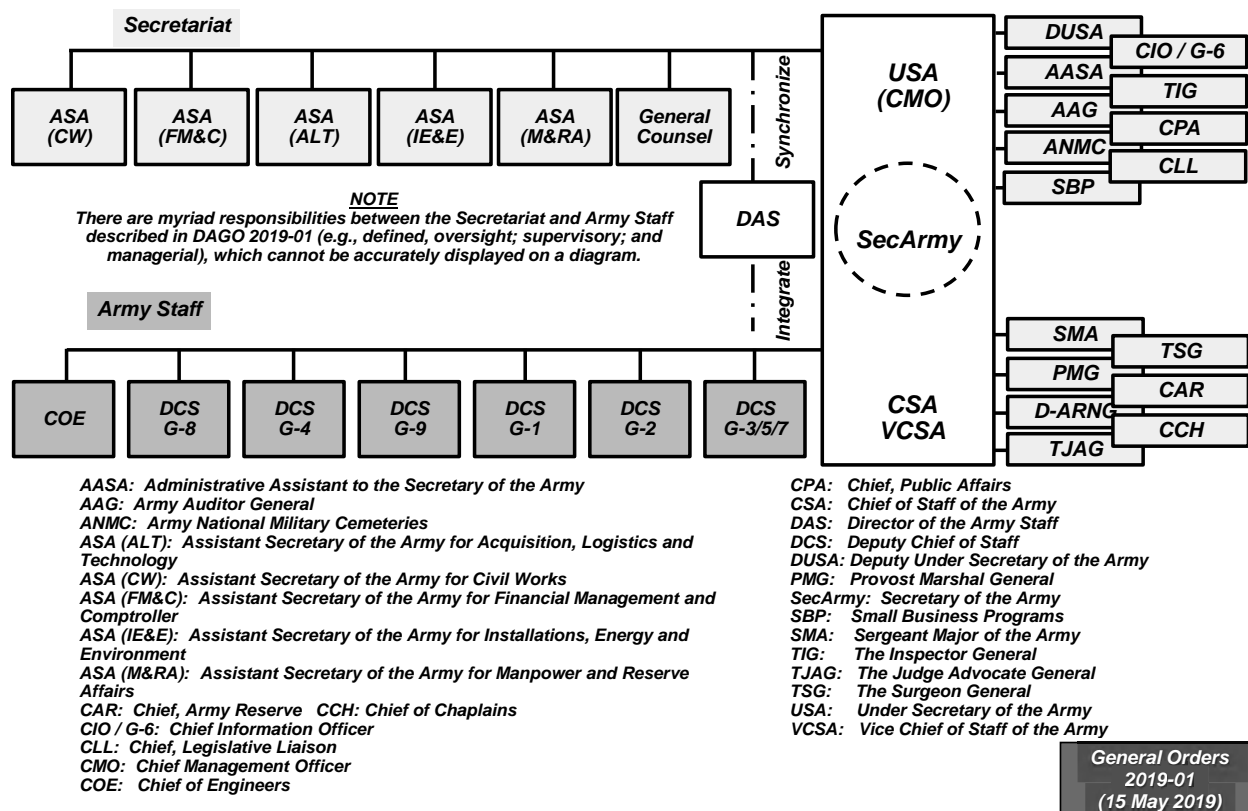 Secretariat
ASA
(CW)
ASA
(FM&C)
ASA
(ALT)
ASA
(IE&E)
ASA
(M&RA)
General
Counsel
Synchronize
DAS
Integrate
USA
(CMO)
SecArmy
CSA
VCSA
DUSA
CIO / G-6
AASA
TIG
AAG
CPA
ANMC
CLL
SBP
NOTE
There are myriad responsibilities between the Secretariat and Army Staff
described in DAGO 2019-01 (e.g., defined, oversight; supervisory; and
managerial), which cannot be accurately displayed on a diagram.
Army Staff
COE
DCS
G-8
DCS
G-4
DCS
G-9
DCS
G-1
DCS
G-2
DCS
G-3/5/7
SMA
TSG
PMG
CAR
D-ARNG
CCH
TJAG
AASA: Administrative Assistant to the Secretary of the Army
AAG: Army Auditor General
ANMC: Army National Military Cemeteries
ASA (ALT): Assistant Secretary of the Army for Acquisition, Logistics and
Technology
ASA (CW): Assistant Secretary of the Army for Civil Works
ASA (FM&C): Assistant Secretary of the Army for Financial Management and
Comptroller
ASA (IE&E): Assistant Secretary of the Army for Installations, Energy and
Environment
ASA (M&RA): Assistant Secretary of the Army for Manpower and Reserve
Affairs
CAR: Chief, Army Reserve CCH: Chief of Chaplains
CIO / G-6: Chief Information Officer
CLL: Chief, Legislative Liaison
CMO: Chief Management Officer
COE: Chief of Engineers
CPA: Chief, Public Affairs
CSA: Chief of Staff of the Army
DAS: Director of the Army Staff
DCS: Deputy Chief of Staff
DUSA: Deputy Under Secretary of the Army
PMG: Provost Marshal General
SecArmy: Secretary of the Army
SBP: Small Business Programs
SMA: Sergeant Major of the Army
TIG: The Inspector General
TJAG: The Judge Advocate General
TSG: The Surgeon General
USA: Under Secretary of the Army
VCSA: Vice Chief of Staff of the Army
General Orders
2019-01
(15 May 2019)